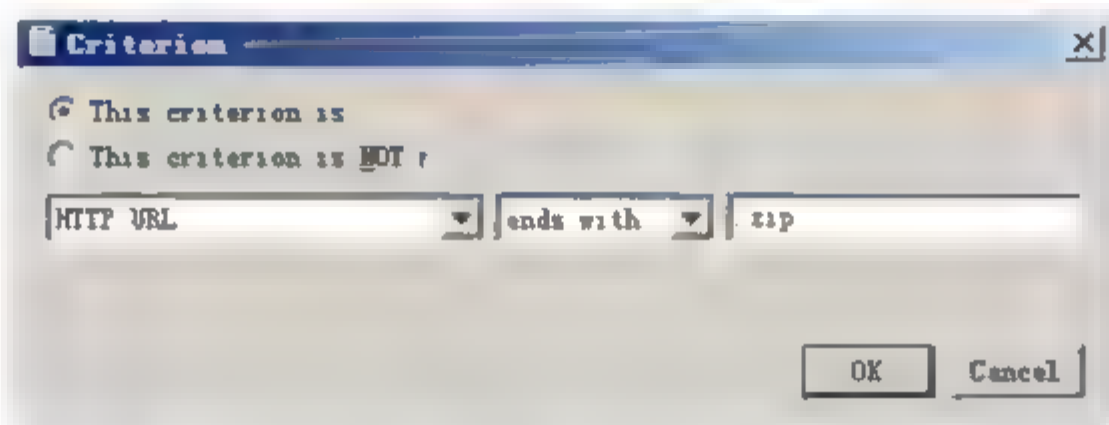 Criterion
This criterion is
This criterion is NOT
HTTP URL ends with .zip
OK Cancel